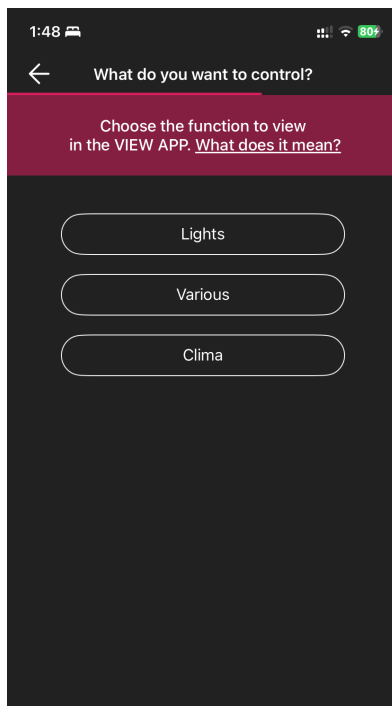 1:48
80
What do you want to control?
Choose the function to view
in the VIEW APP. What does it mean?
Lights
Various
Clima